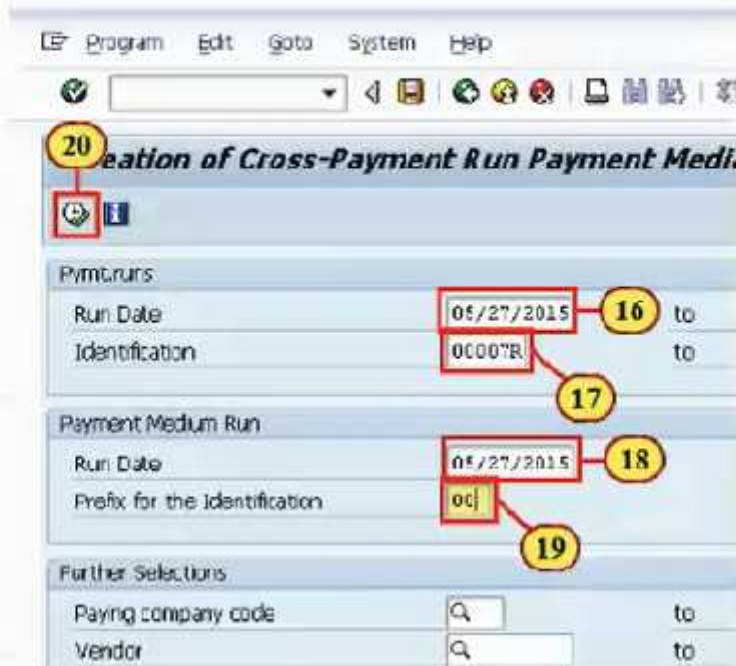 Program Edit Goto System Help
20
eation of Cross-Payment Run Payment Media
Pymt.runs
Run Date 05/27/2015 16 to
Identification 00007R to
17
Payment Medium Run
Run Date 05/27/2015 18
Prefix for the Identification 00
19
Further Selections
Paying company code to
Vendor to